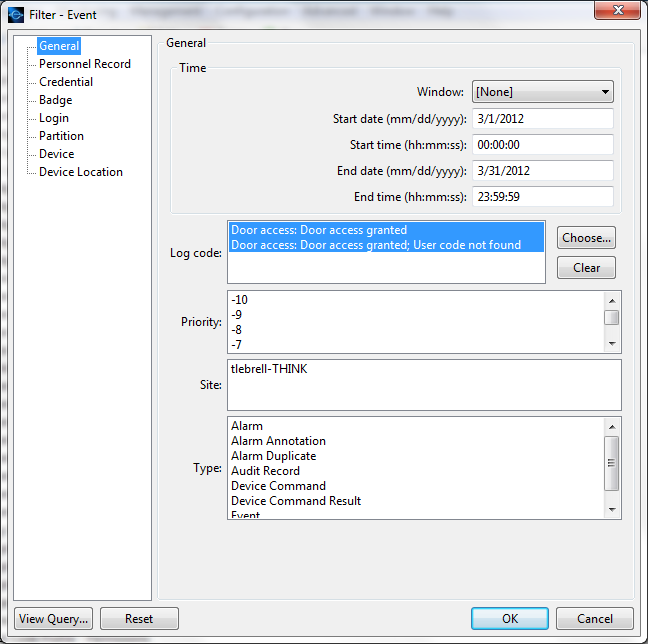 Filter - Event
General
Personnel Record
Credential
Badge
Login
Partition
Device
Device Location
General
Time
Window: [None]
Start date (mm/dd/yyyy): 3/1/2012
Start time (hh:mm:ss): 00:00:00
End date (mm/dd/yyyy): 3/31/2012
End time (hh:mm:ss): 23:59:59
Log code:
Door access: Door access granted
Door access: Door access granted; User code not found
Choose...
Clear
Priority:
-10
-9
-8
-7
Site: tlebrell-THINK
Type:
Alarm
Alarm Annotation
Alarm Duplicate
Audit Record
Device Command
Device Command Result
Event
View Query... Reset OK Cancel